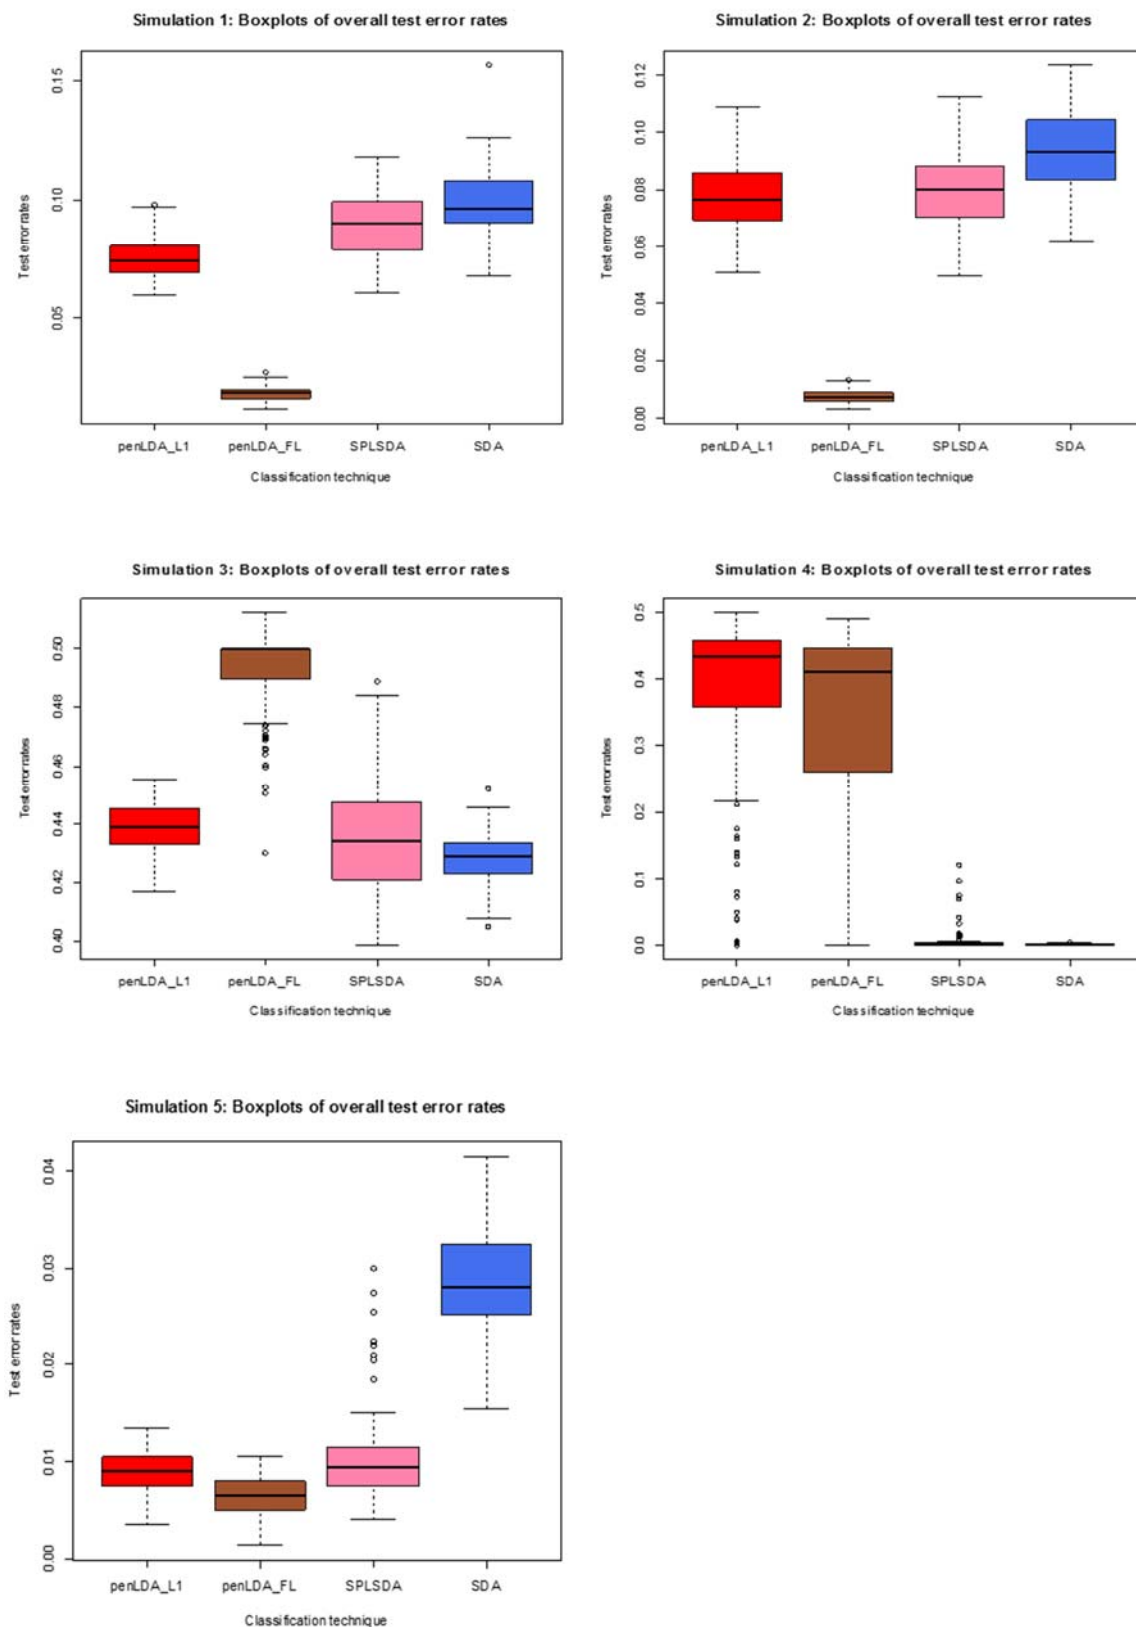 Simulation 1: Boxplots of overall test error rates
Test error rates
0.15
0.10
0.05
penLDA_L1 penLDA_FL SPLSDA SDA
Classification technique
Simulation 2: Boxplots of overall test error rates
Test error rates
0.12
0.10
0.08
0.06
0.04
0.02
0.00
penLDA_L1 penLDA_FL SPLSDA SDA
Classification technique
Simulation 3: Boxplots of overall test error rates
Test error rates
0.50
0.48
0.46
0.44
0.42
0.40
penLDA_L1 penLDA_FL SPLSDA SDA
Classification technique
Simulation 4: Boxplots of overall test error rates
Test error rates
0.5
0.4
0.3
0.2
0.1
0.0
penLDA_L1 penLDA_FL SPLSDA SDA
Classification technique
Simulation 5: Boxplots of overall test error rates
Test error rates
0.04
0.03
0.02
0.01
0.00
penLDA_L1 penLDA_FL SPLSDA SDA
Classification technique